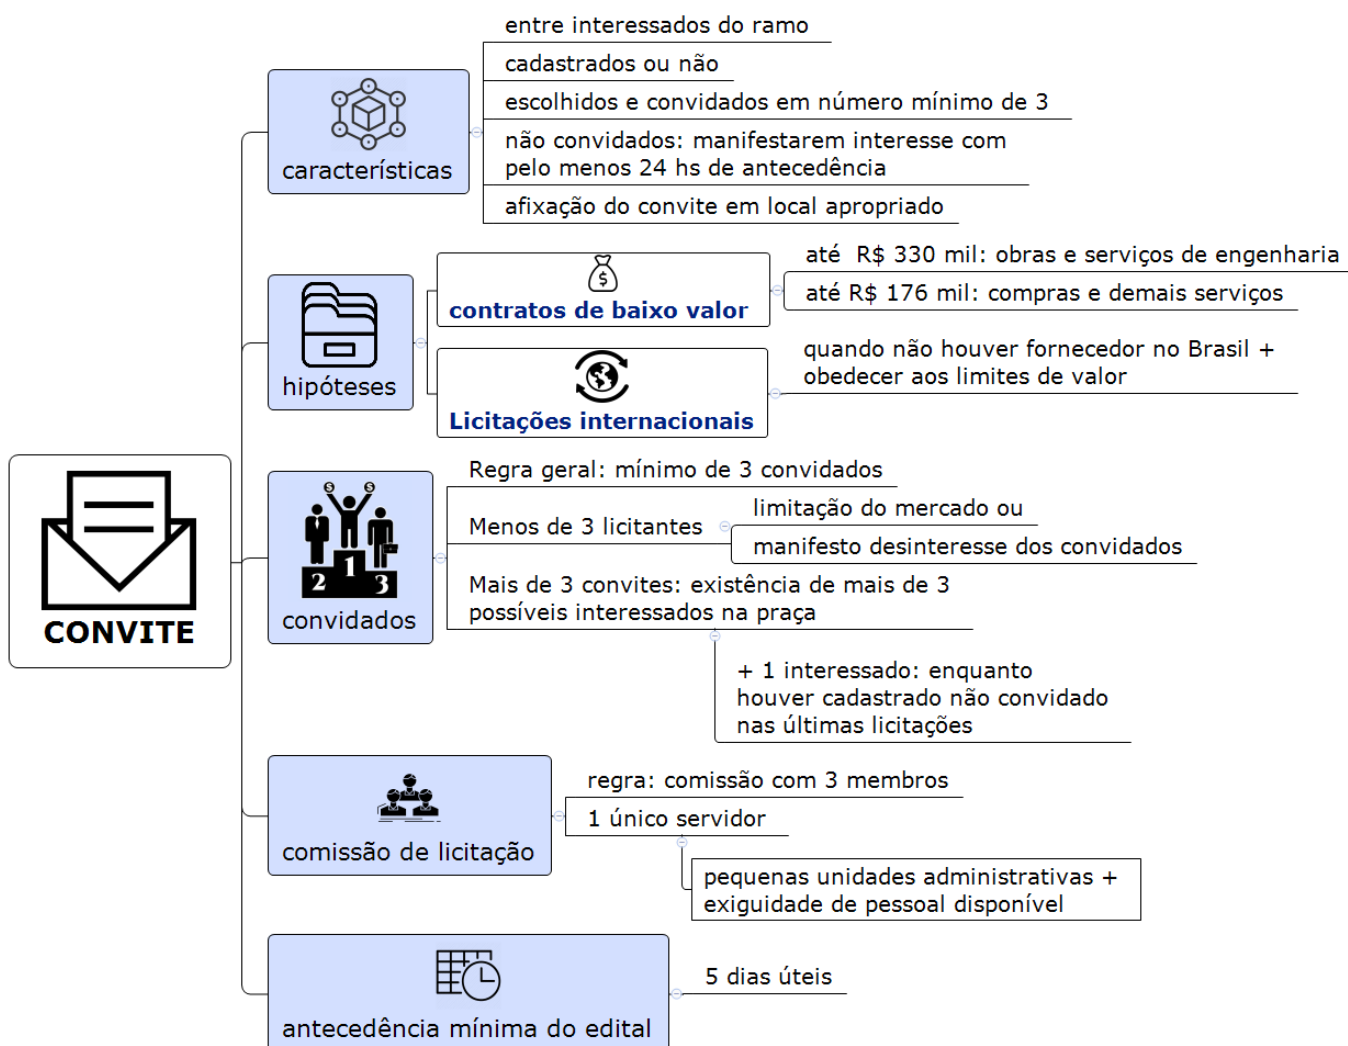 CONVITE
características
entre interessados do ramo
cadastrados ou não
escolhidos e convidados em número mínimo de 3
não convidados: manifestarem interesse com
pelo menos 24 hs de antecedência
afixação do convite em local apropriado
hipóteses
$
contratos de baixo valor
até R$ 330 mil: obras e serviços de engenharia
até R$ 176 mil: compras e demais serviços
Licitações internacionais
quando não houver fornecedor no Brasil +
obedecer aos limites de valor
$ $
2 1 3
convidados
Regra geral: mínimo de 3 convidados
Menos de 3 licitantes
limitação do mercado ou
manifesto desinteresse dos convidados
Mais de 3 convites: existência de mais de 3
possíveis interessados na praça
+ 1 interessado: enquanto
houver cadastrado não convidado
nas últimas licitações
comissão de licitação
regra: comissão com 3 membros
1 único servidor
pequenas unidades administrativas +
exiguidade de pessoal disponível
antecedência mínima do edital
5 dias úteis